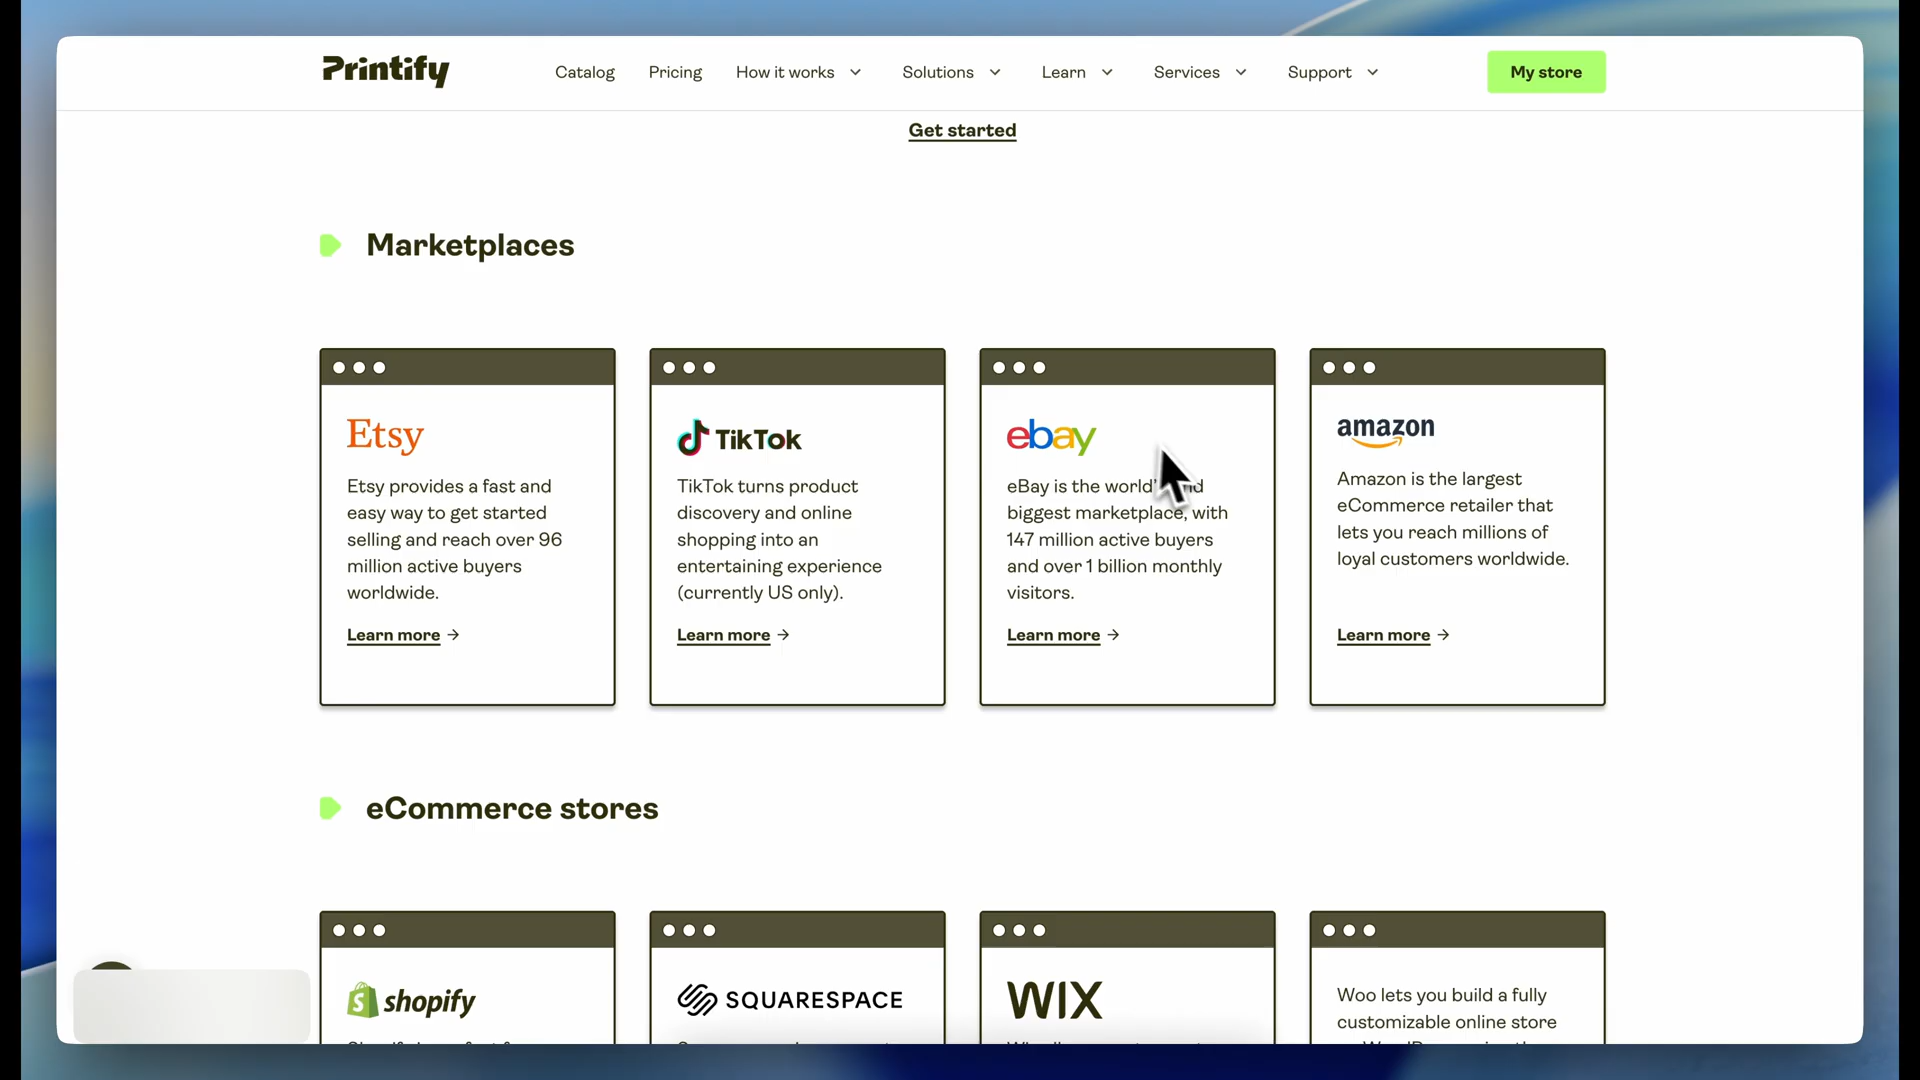 Printify
Catalog
Pricing
How it works
Solutions
Learn
Services
Support
My store
Get started
Marketplaces
Etsy
Etsy provides a fast and
easy way to get started
selling and reach over 96
million active buyers
worldwide.
Learn more →
TikTok
TikTok turns product
discovery and online
shopping into an
entertaining experience
(currently US only).
Learn more →
ebay
eBay is the world
biggest marketplace, with
147 million active buyers
and over 1 billion monthly
visitors.
Learn more →
amazon
Amazon is the largest
eCommerce retailer that
lets you reach millions of
loyal customers worldwide.
Learn more →
eCommerce stores
shopify
SQUARESPACE
WIX
Woo lets you build a fully
customizable online store